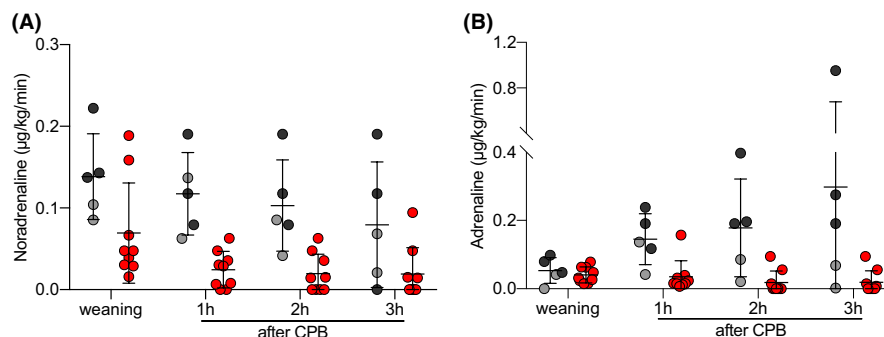 (A)
Noradrenaline (µg/kg/min)
0.3
0.2
0.1
0.0
weaning 1h 2h 3h
after CPB
(B)
Adrenaline (µg/kg/min)
1.2
0.8
0.4
0.2
0.0
weaning 1h 2h 3h
after CPB